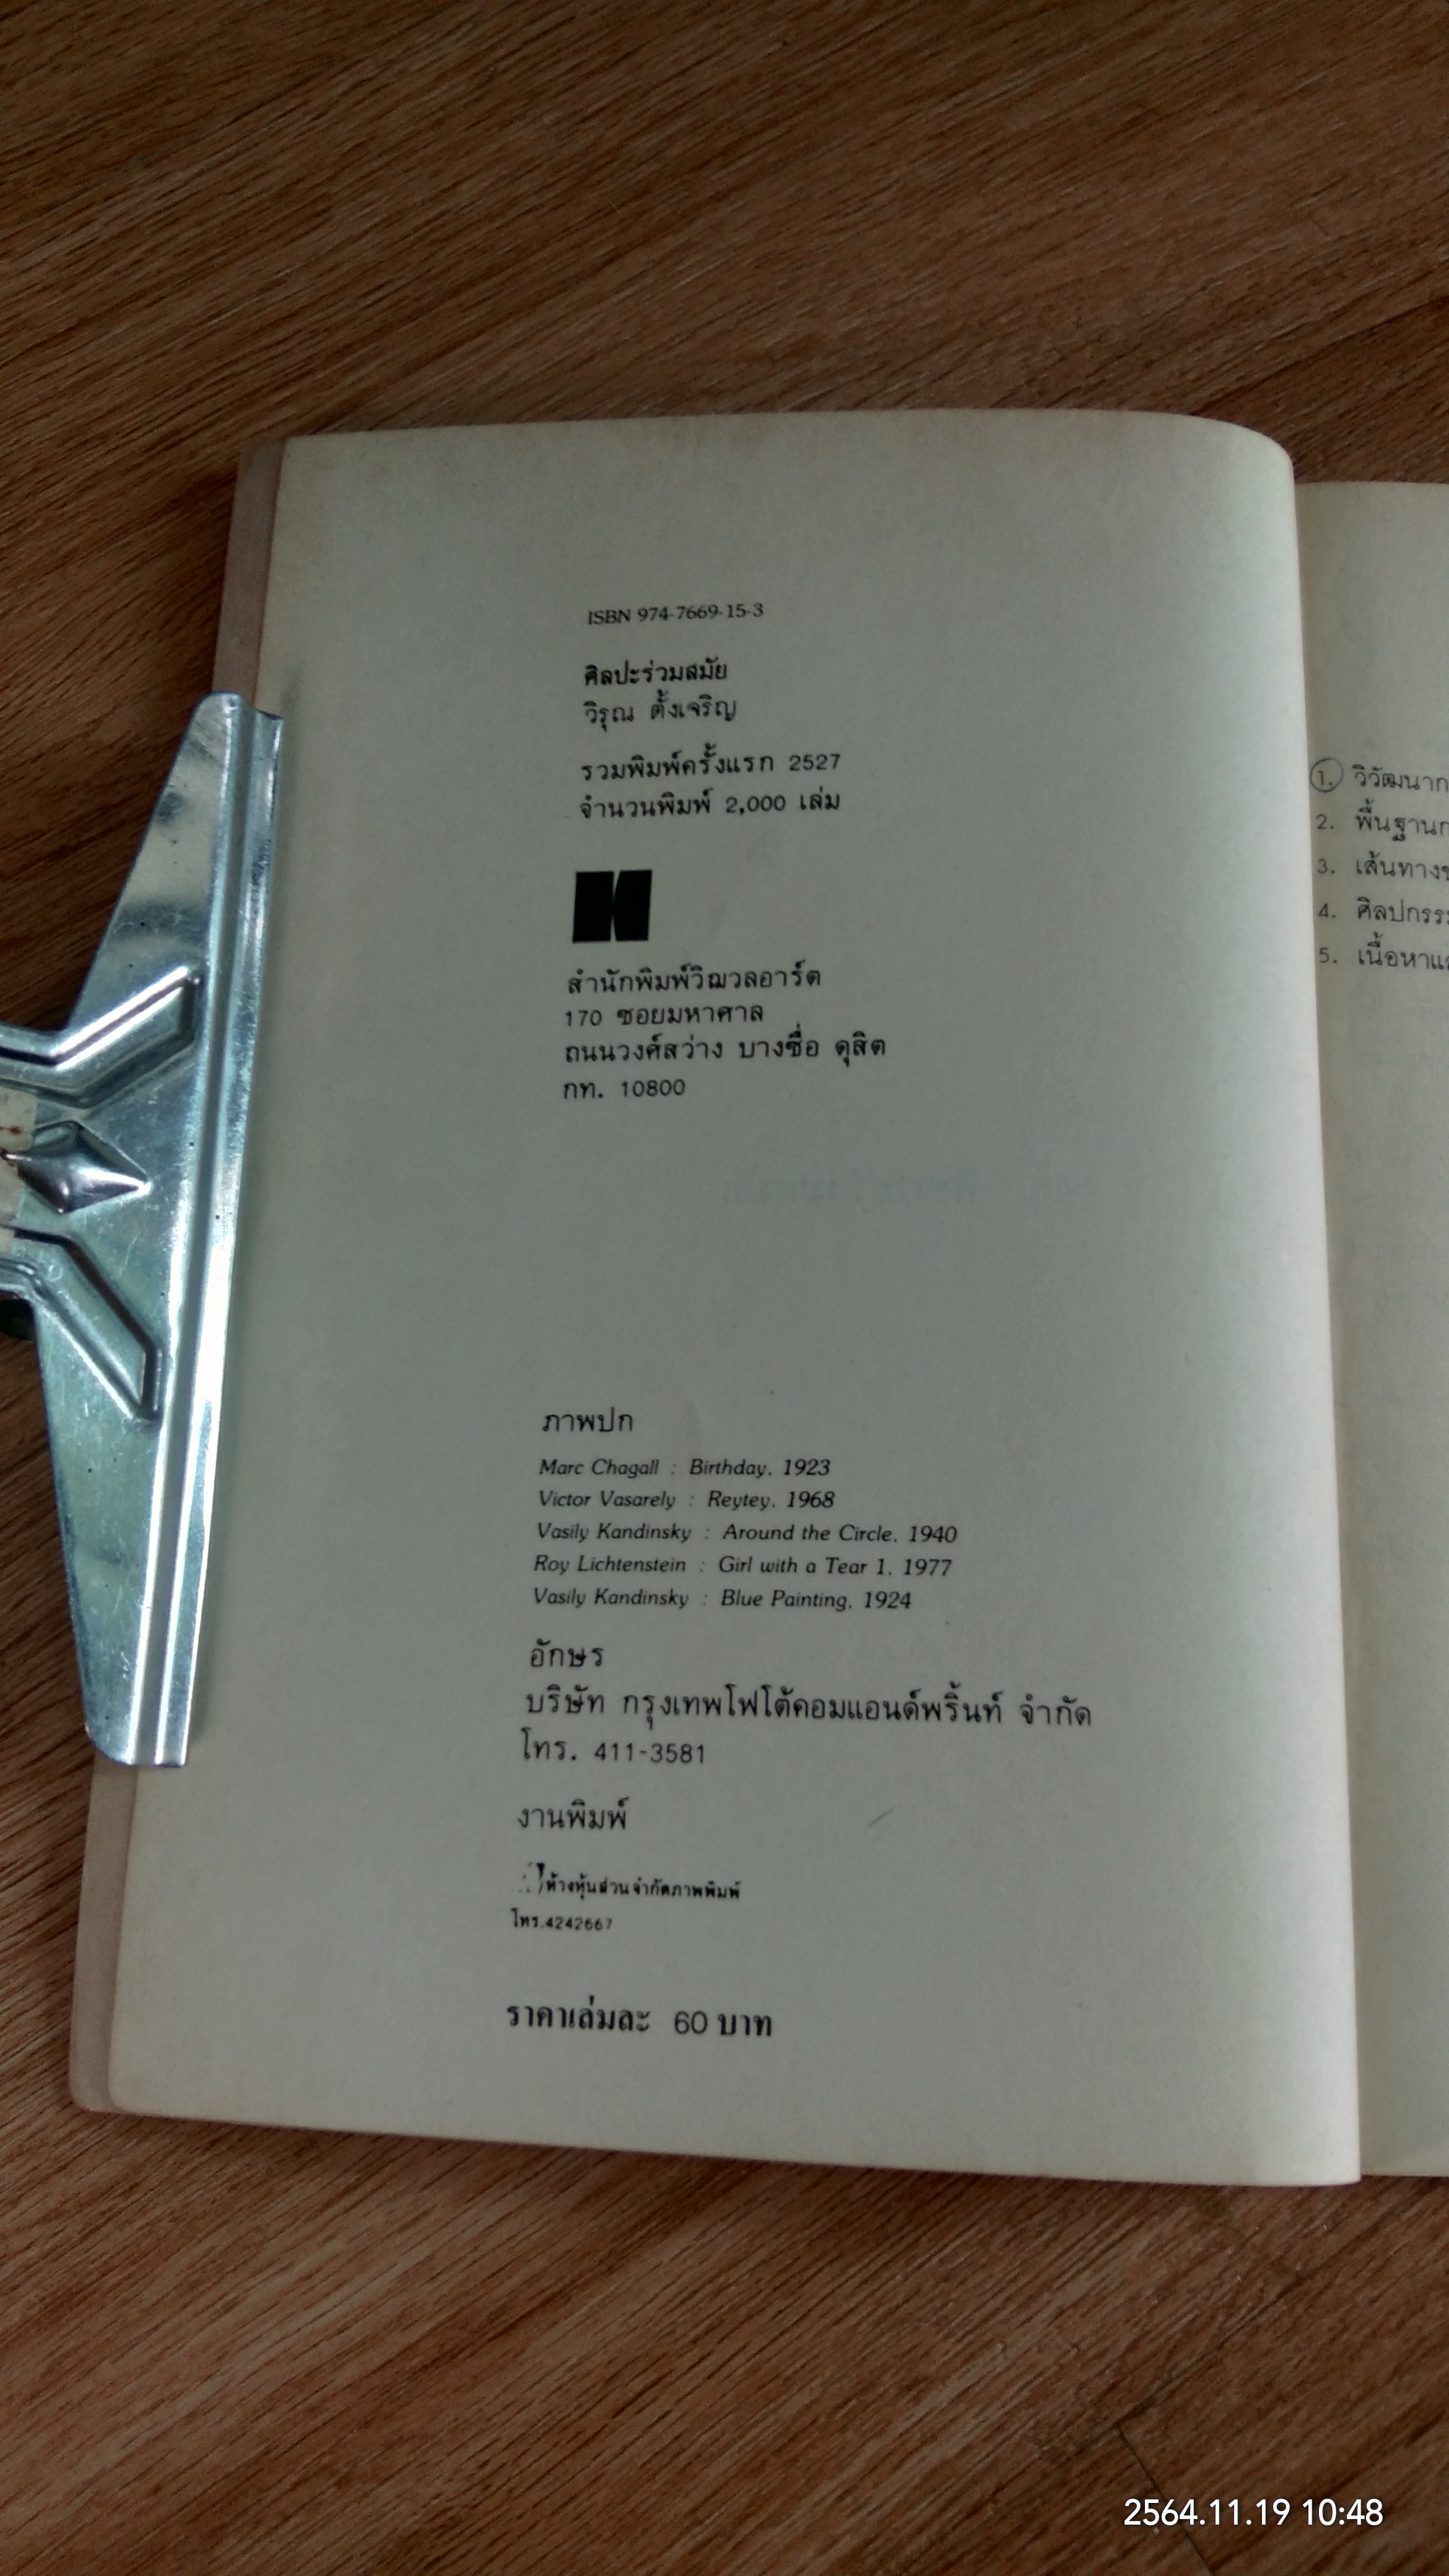 ISBN 974-7669-15-3
ศิลปะร่วมสมัย
วิรุณ ตั้งเจริญ
รวมพิมพ์ครั้งแรก 2527
จำนวนพิมพ์ 2,000 เล่ม
สำนักพิมพ์วิฌวลอาร์ต
170 ซอยมหาศาล
ถนนวงศ์สว่าง บางซื่อ ดุสิต
กท. 10800
ภาพปก
Marc Chagall : Birthday. 1923
Victor Vasarely : Reytey. 1968
Vasily Kandinsky : Around the Circle. 1940
Roy Lichtenstein : Girl with a Tear 1. 1977
Vasily Kandinsky : Blue Painting. 1924
อักษร
บริษัท กรุงเทพโฟโต้คอมแอนด์พริ้นท์ จำกัด
โทร. 411-3581
งานพิมพ์
ห้างหุ้นส่วนจำกัดภาพพิมพ์
โทร.4242667
ราคาเล่มละ 60 บาท
1. วิวัฒนาก
2. พื้นฐานก
3. เส้นทางข
4. ศิลปกรร
5. เนื้อหาแ
2564.11.19 10:48